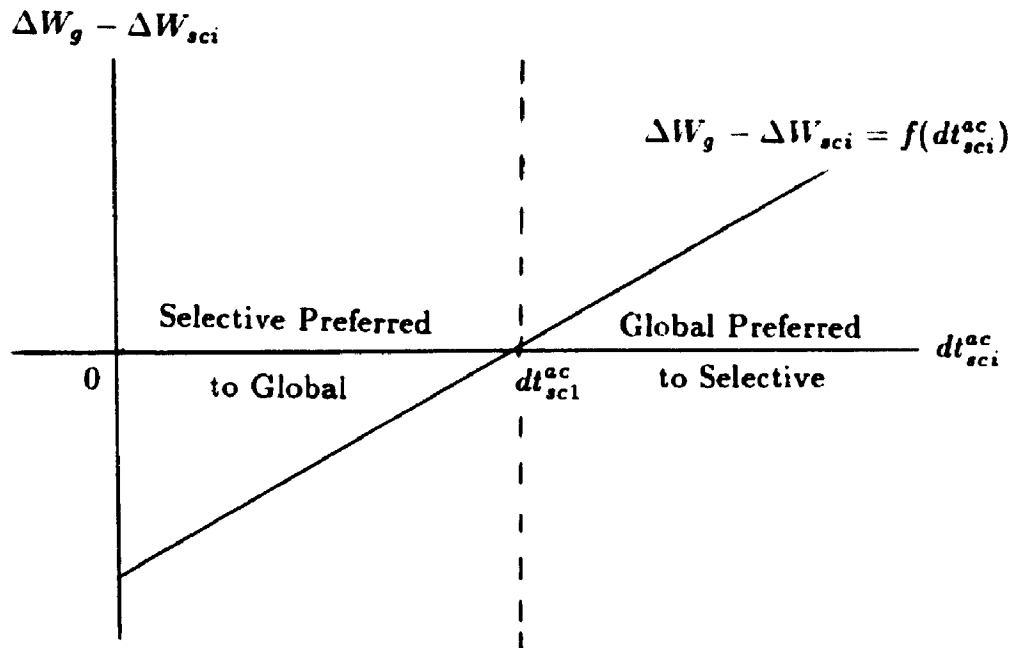 ΔW_g − ΔW_sci
ΔW_g − ΔW_sci = f(dt^ac_sci)
Selective Preferred
Global Preferred
dt^ac_sci
0
to Global
dt^ac_sc1
to Selective